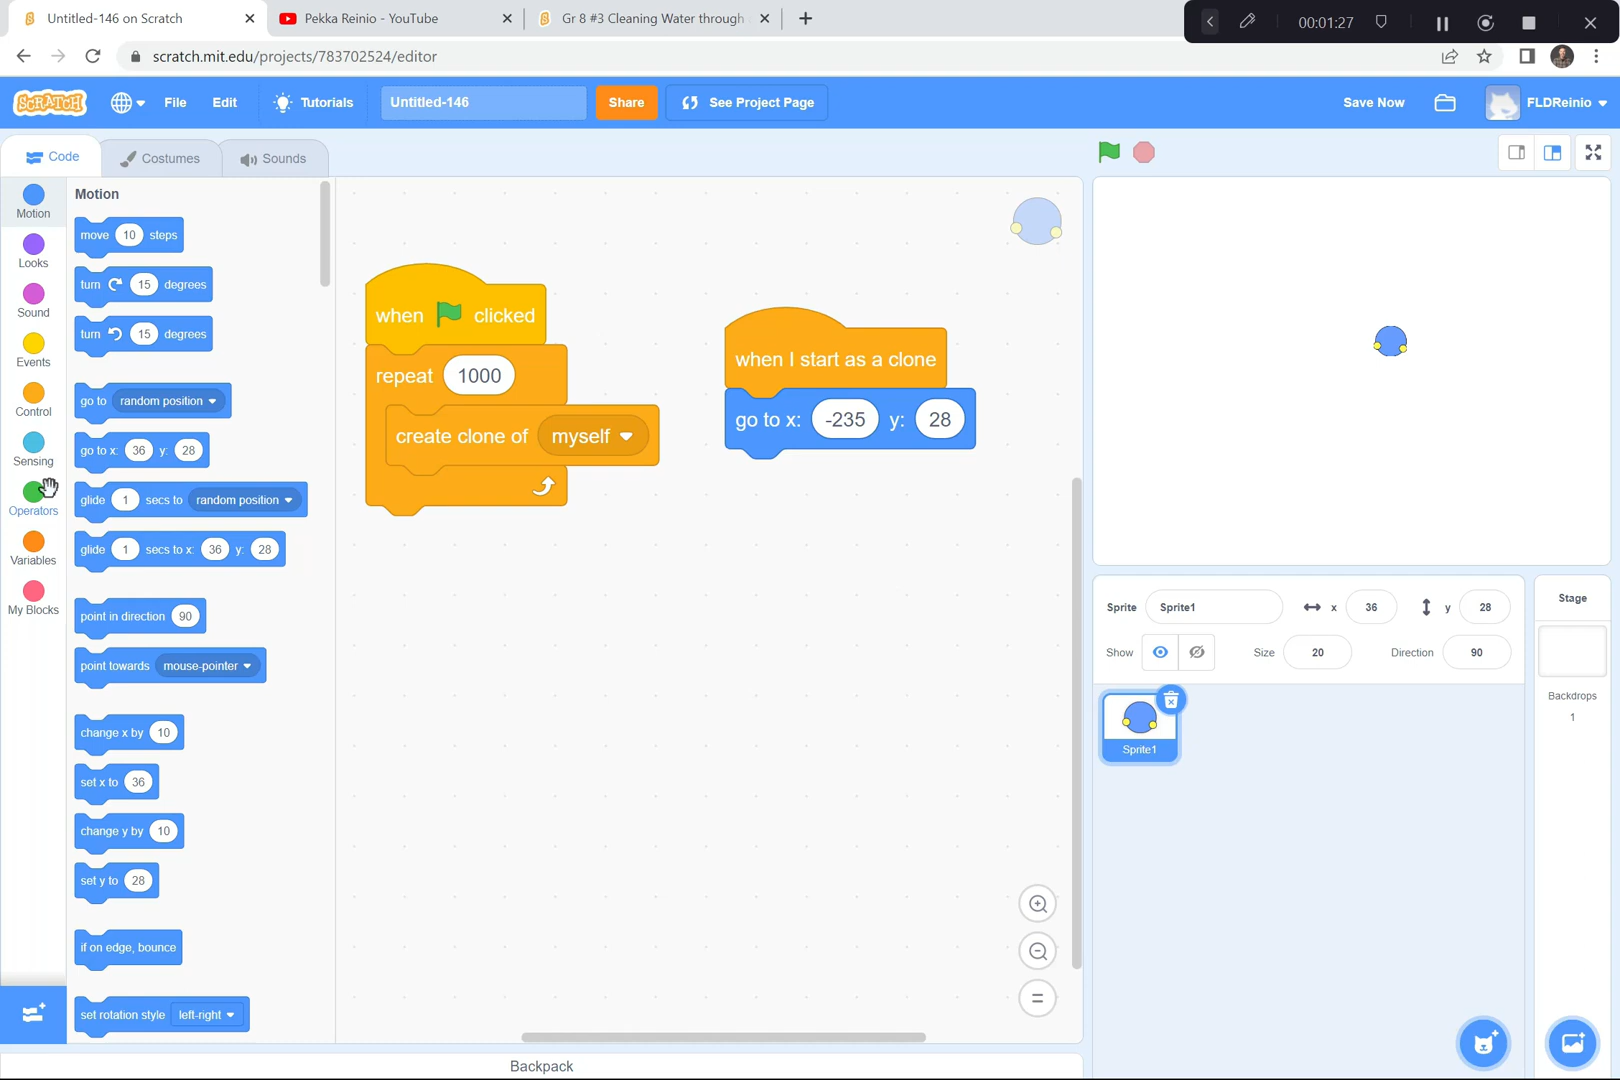 Untitled-146 on Scratch
Pekka Reinio - YouTube
Gr 8 #3 Cleaning Water through
00:01:27
scratch.mit.edu/projects/783702524/editor
SCRATCH
File
Edit
Tutorials
Untitled-146
Share
See Project Page
Save Now
FLDReinio
Code
Costumes
Sounds
Motion
Looks
Sound
Events
Control
Sensing
Operators
Variables
My Blocks
Motion
move 10 steps
turn 15 degrees
turn 15 degrees
go to random position
go to x: 36 y: 28
glide 1 secs to random position
glide 1 secs to x: 36 y: 28
point in direction 90
point towards mouse-pointer
change x by 10
set x to 36
change y by 10
set y to 28
if on edge, bounce
set rotation style left-right
when clicked
repeat 1000
create clone of myself
when I start as a clone
go to x: -235 y: 28
Sprite Sprite1 x 36 y 28
Show Size 20 Direction 90
Sprite1
Stage
Backdrops
1
Backpack